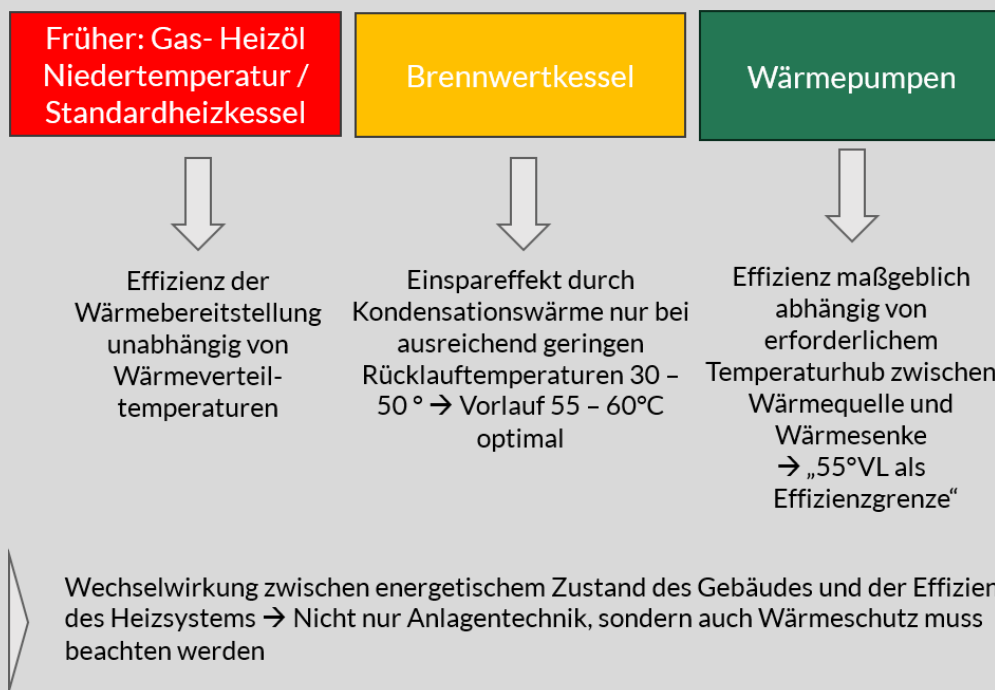 Früher: Gas- Heizöl
Niedertemperatur /
Standardheizkessel
Brennwertkessel
Wärmepumpen
Effizienz der
Wärmebereitstellung
unabhängig von
Wärmeverteil-
temperaturen
Einspareffekt durch
Kondensationswärme nur bei
ausreichend geringen
Rücklauftemperaturen 30 –
50 ° → Vorlauf 55 – 60°C
optimal
Effizienz maßgeblich
abhängig von
erforderlichem
Temperaturhub zwischen
Wärmequelle und
Wärmesenke
→ „55°VL als
Effizienzgrenze“
Wechselwirkung zwischen energetischem Zustand des Gebäudes und der Effizien
des Heizsystems → Nicht nur Anlagentechnik, sondern auch Wärmeschutz muss
beachten werden